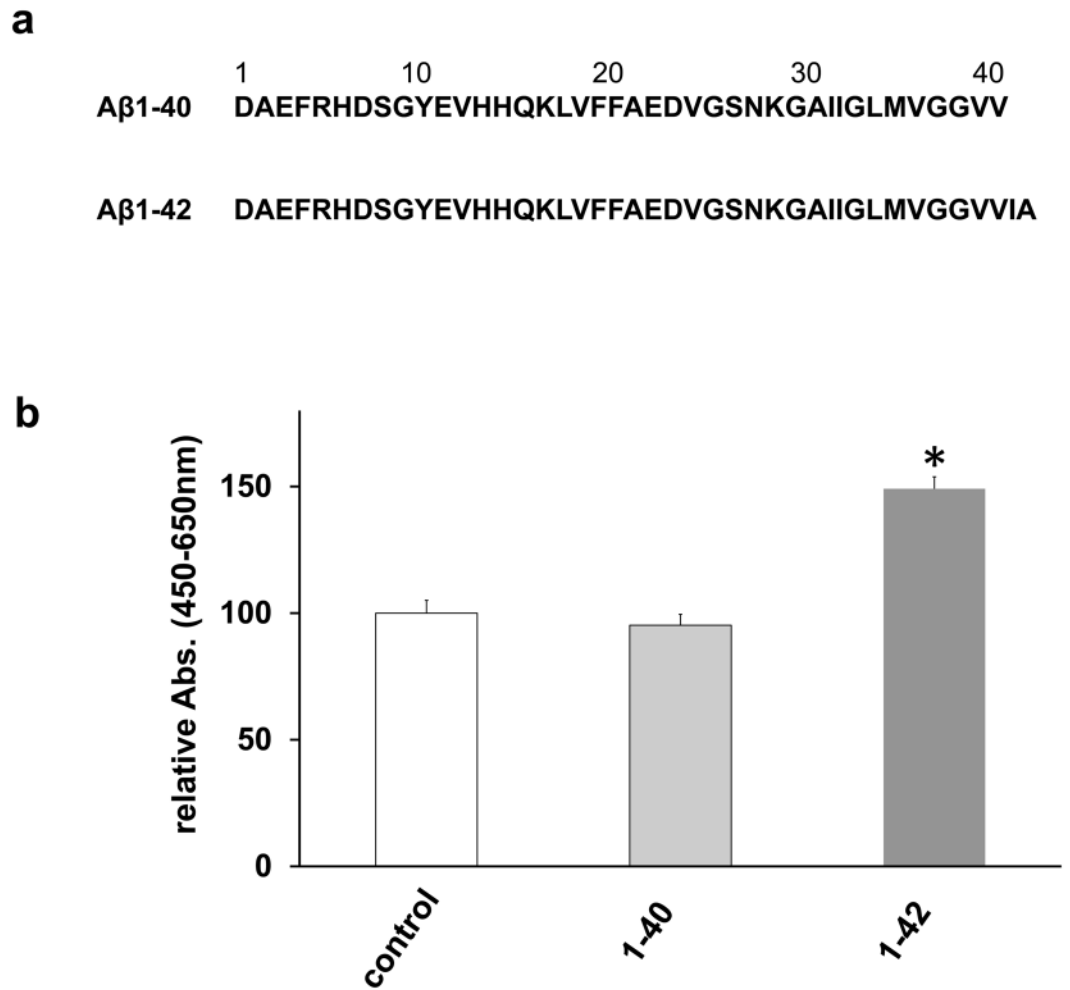 a
1 10 20 30 40
Aβ1-40 DAEFRHDSGYEVHHQKLVFFAEDVGSNKGAIIGLMVGGVV
Aβ1-42 DAEFRHDSGYEVHHQKLVFFAEDVGSNKGAIIGLMVGGVVIA
b
relative Abs. (450-650nm)
*
150
100
50
0
control 1-40 1-42